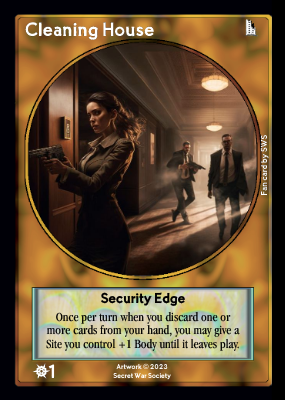 Cleaning House
Fan card by SWS
Security Edge
Once per turn when you discard one or
more cards from your hand, you may give a
Site you control +1 Body until it leaves play.
1
Artwork © 2023
Secret War Society